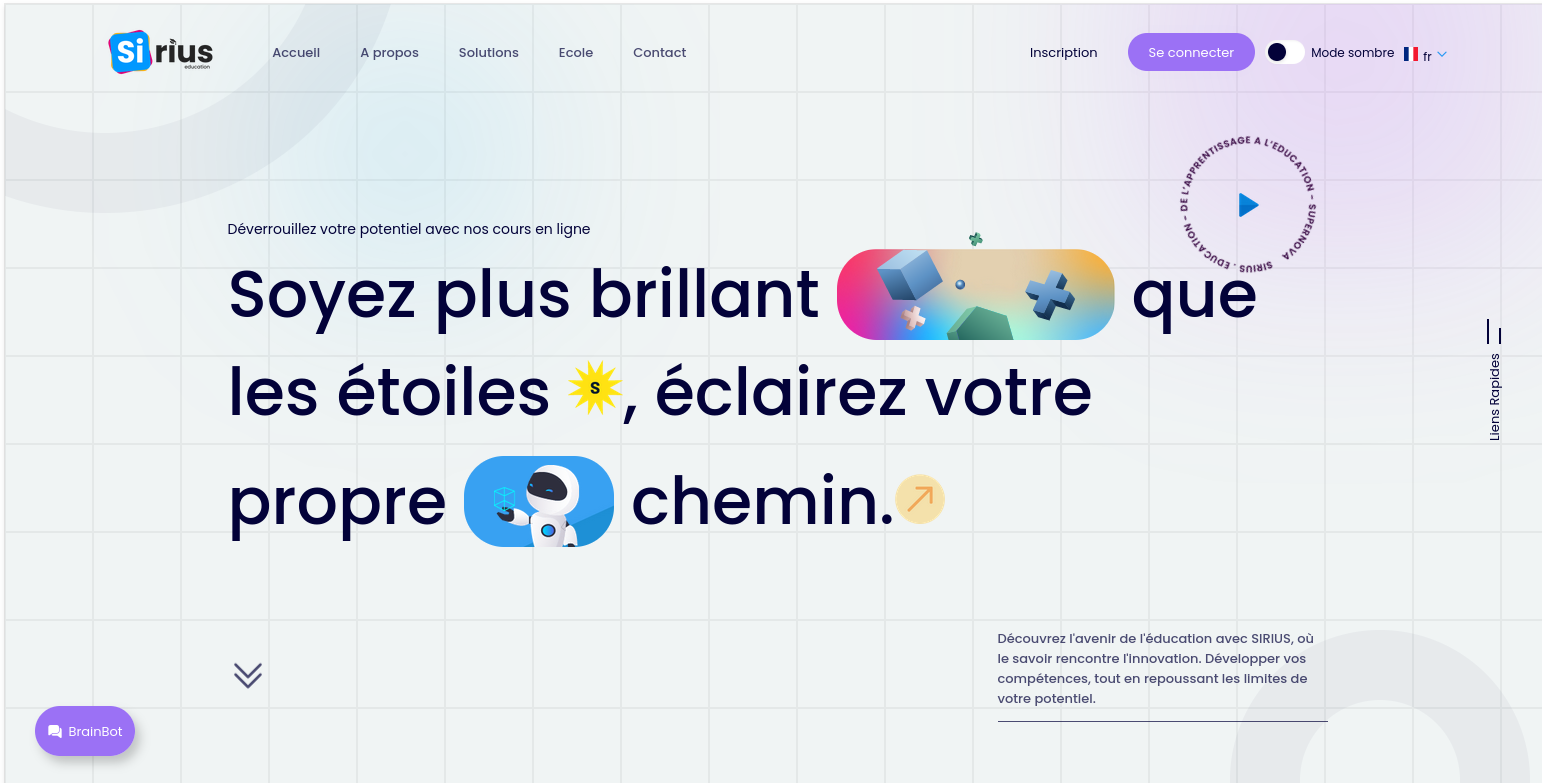 Sirius
education
Accueil
A propos
Solutions
Ecole
Contact
Inscription
Se connecter
Mode sombre
fr
DE L'APPRENTISSAGE A L'EDUCATION - SUPERNOVA
SIRIUS . EDUCATION -
Déverrouillez votre potentiel avec nos cours en ligne
Soyez plus brillant que
les étoiles S, éclairez votre
propre chemin.
Liens Rapides
Découvrez l'avenir de l'éducation avec SIRIUS, où
le savoir rencontre l'innovation. Développer vos
compétences, tout en repoussant les limites de
votre potentiel.
BrainBot